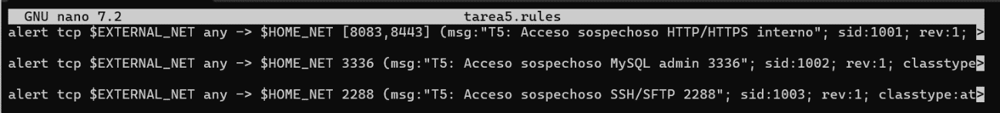 GNU nano 7.2 tarea5.rules
alert tcp $EXTERNAL_NET any -> $HOME_NET [8083,8443] (msg:"T5: Acceso sospechoso HTTP/HTTPS interno"; sid:1001; rev:1; >
alert tcp $EXTERNAL_NET any -> $HOME_NET 3336 (msg:"T5: Acceso sospechoso MySQL admin 3336"; sid:1002; rev:1; classtype>
alert tcp $EXTERNAL_NET any -> $HOME_NET 2288 (msg:"T5: Acceso sospechoso SSH/SFTP 2288"; sid:1003; rev:1; classtype:at>